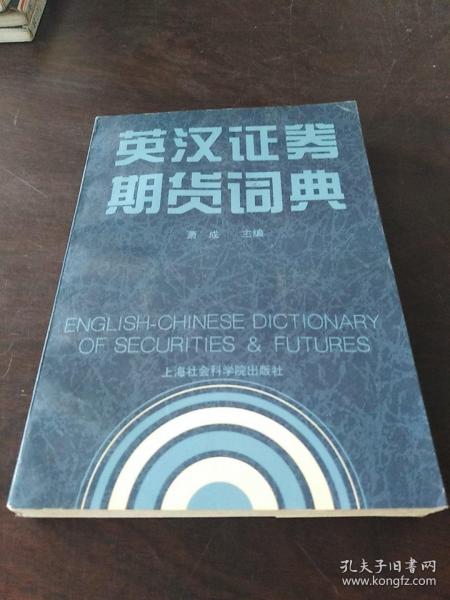 英汉证券
期货词典
萧成 主编
ENGLISH-CHINESE DICTIONARY
OF SECURITIES & FUTURES
上海社会科学院出版社
孔夫子旧书网
www.kongfz.com